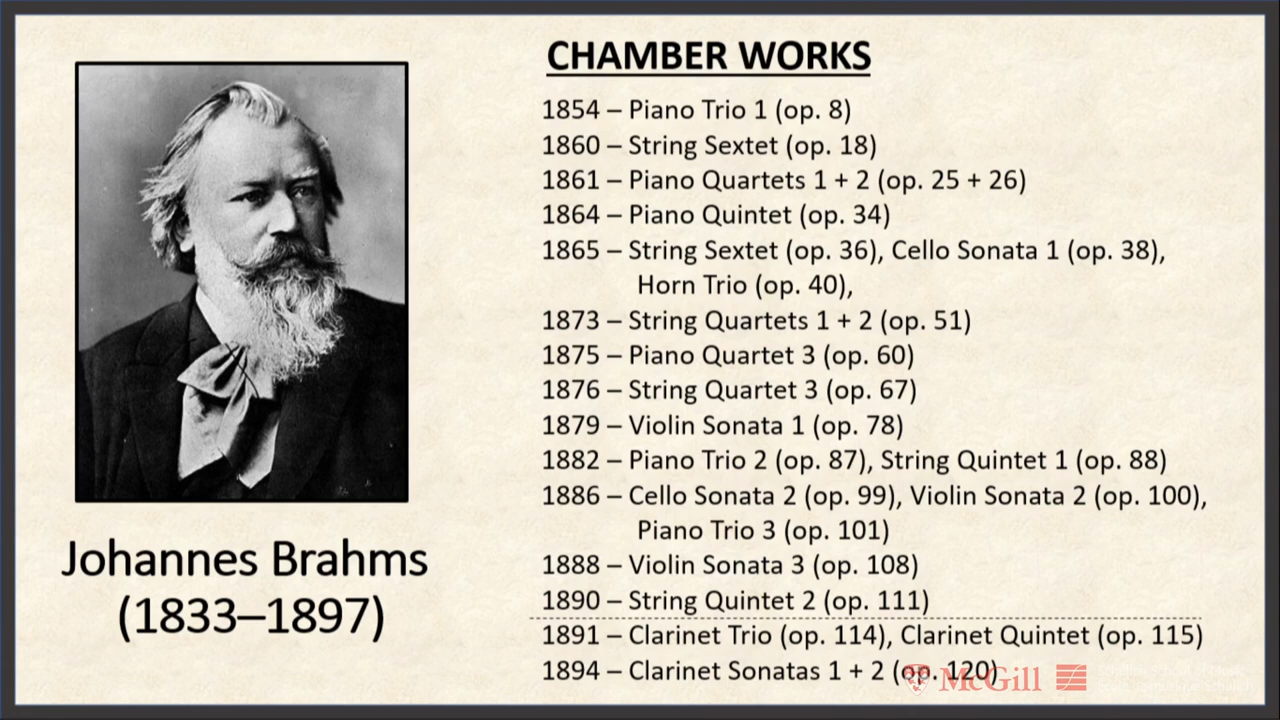 CHAMBER WORKS
1854 – Piano Trio 1 (op. 8)
1860 – String Sextet (op. 18)
1861 – Piano Quartets 1 + 2 (op. 25 + 26)
1864 – Piano Quintet (op. 34)
1865 – String Sextet (op. 36), Cello Sonata 1 (op. 38),
Horn Trio (op. 40),
1873 – String Quartets 1 + 2 (op. 51)
1875 – Piano Quartet 3 (op. 60)
1876 – String Quartet 3 (op. 67)
1879 – Violin Sonata 1 (op. 78)
1882 – Piano Trio 2 (op. 87), String Quintet 1 (op. 88)
1886 – Cello Sonata 2 (op. 99), Violin Sonata 2 (op. 100),
Piano Trio 3 (op. 101)
1888 – Violin Sonata 3 (op. 108)
1890 – String Quintet 2 (op. 111)
1891 – Clarinet Trio (op. 114), Clarinet Quintet (op. 115)
1894 – Clarinet Sonatas 1 + 2 (op. 120)
McGill
Johannes Brahms
(1833–1897)